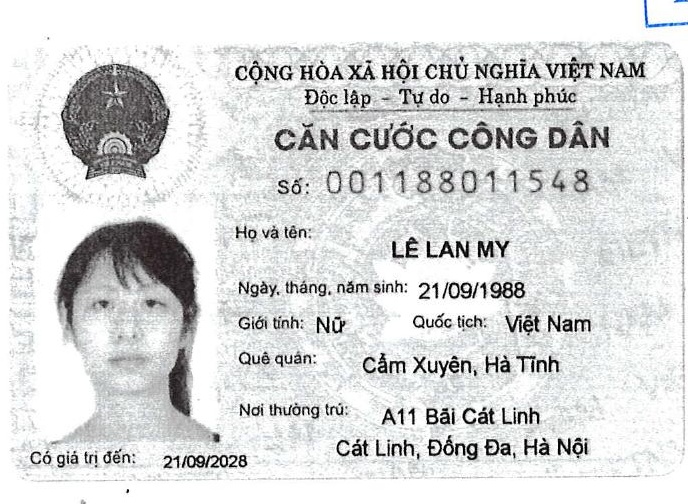 CỘNG HÒA XÃ HỘI CHỦ NGHĨA VIỆT NAM
Độc lập - Tự do - Hạnh phúc
CĂN CƯỚC CÔNG DÂN
Số: 001188011548
Họ và tên:
LÊ LAN MY
Ngày, tháng, năm sinh: 21/09/1988
Giới tính: Nữ Quốc tịch: Việt Nam
Quê quán: Cẩm Xuyên, Hà Tĩnh
Nơi thường trú: A11 Bãi Cát Linh
Cát Linh, Đống Đa, Hà Nội
Có giá trị đến: 21/09/2028